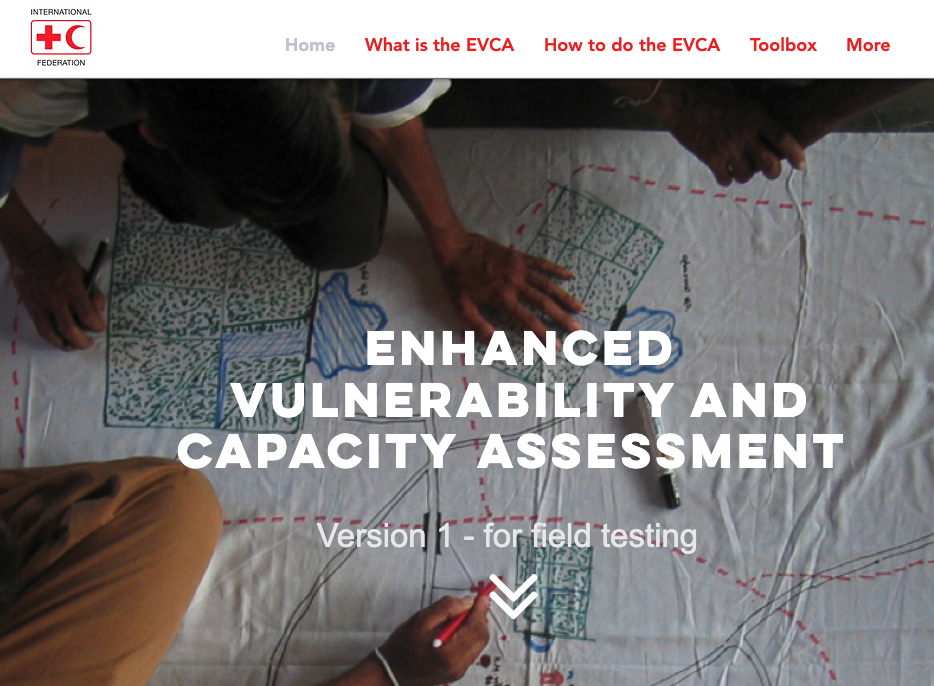 INTERNATIONAL
FEDERATION
Home What is the EVCA How to do the EVCA Toolbox More
ENHANCED
VULNERABILITY AND
CAPACITY ASSESSMENT
Version 1 - for field testing